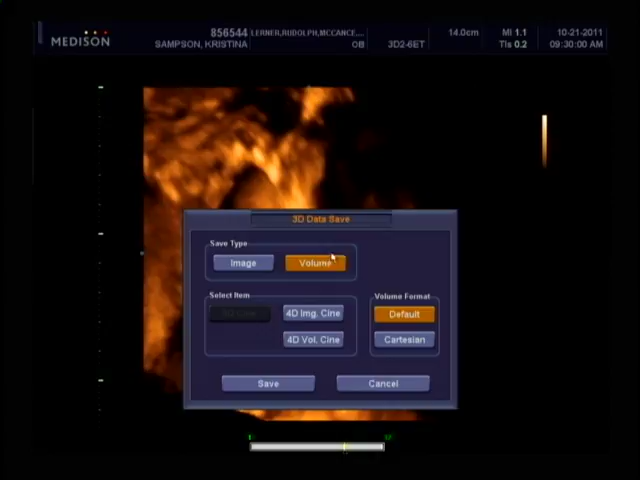 MEDISON
856544 LERNER,RUDOLPH,MCCANCE,...
SAMPSON, KRISTINA OB
3D2-6ET
14.0cm
MI 1.1
TIs 0.2
10-21-2011
09:30:00 AM
3D Data Save
Save Type
Image
Volume
Select Item
4D Img. Cine
4D Vol. Cine
Volume Format
Default
Cartesian
Save
Cancel